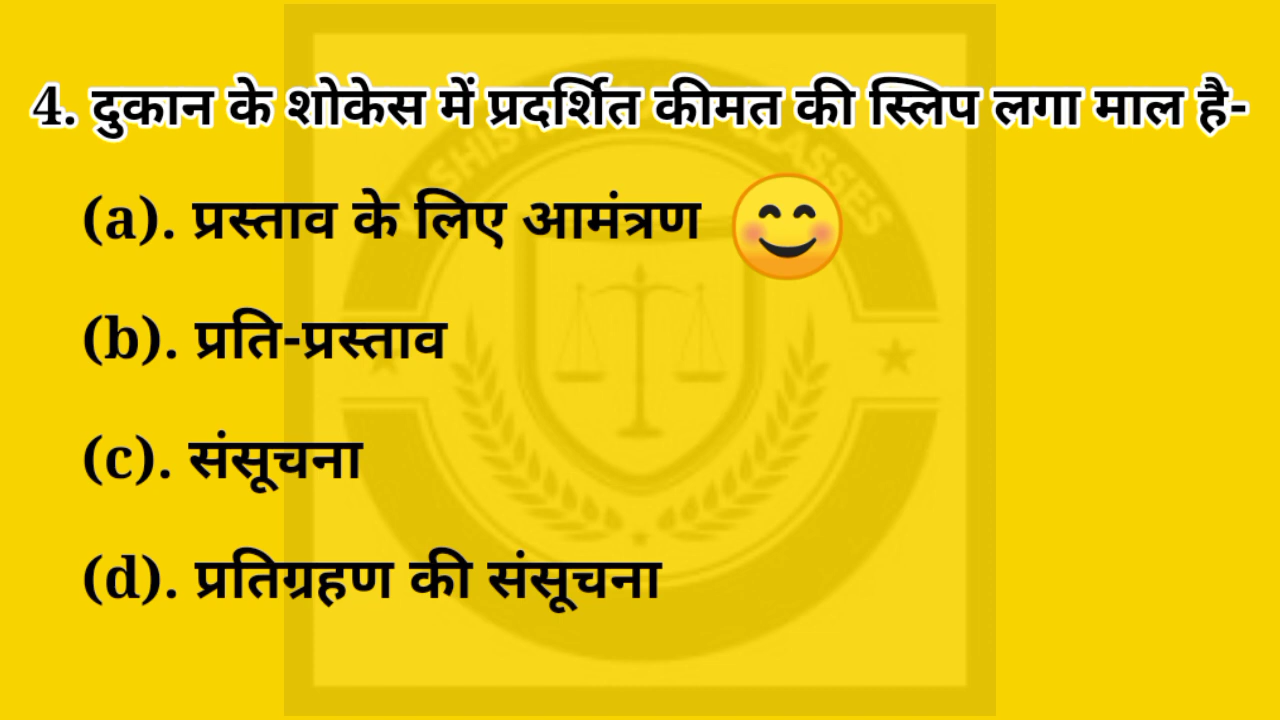 4. दुकान के शोकेस में प्रदर्शित कीमत की स्लिप लगा माल है-
(a). प्रस्ताव के लिए आमंत्रण 😊
(b). प्रति-प्रस्ताव
(c). संसूचना
(d). प्रतिग्रहण की संसूचना